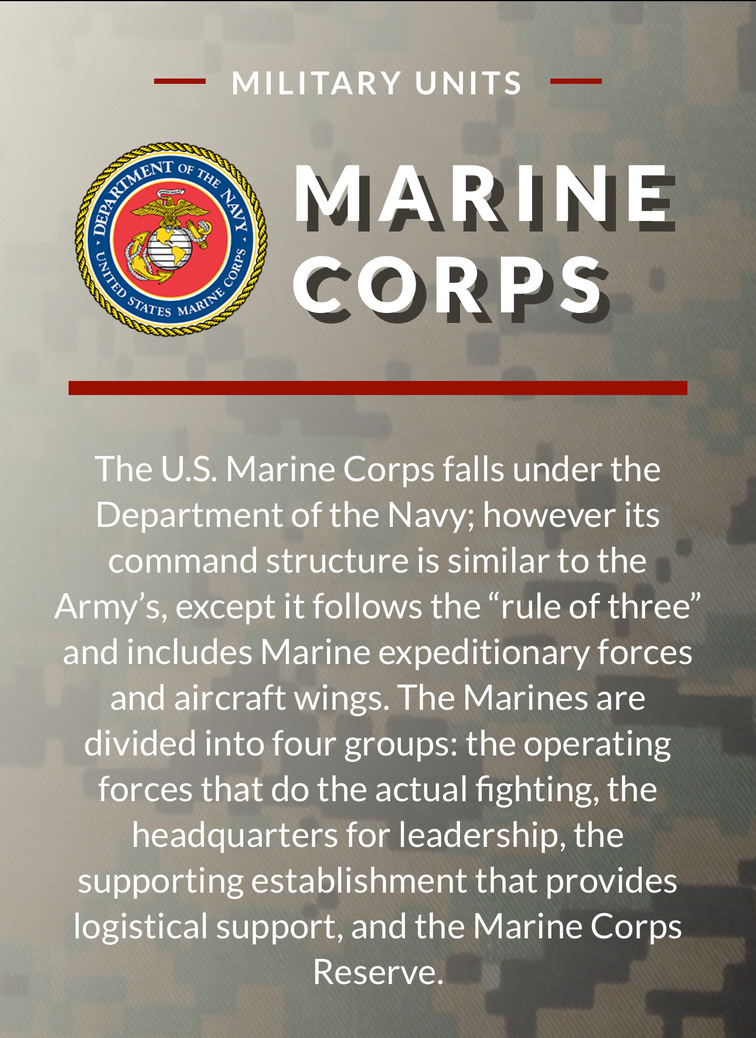 MILITARY UNITS
DEPARTMENT OF THE NAVY
UNITED STATES MARINE CORPS
MARINE
CORPS
The U.S. Marine Corps falls under the
Department of the Navy; however its
command structure is similar to the
Army’s, except it follows the “rule of three”
and includes Marine expeditionary forces
and aircraft wings. The Marines are
divided into four groups: the operating
forces that do the actual fighting, the
headquarters for leadership, the
supporting establishment that provides
logistical support, and the Marine Corps
Reserve.